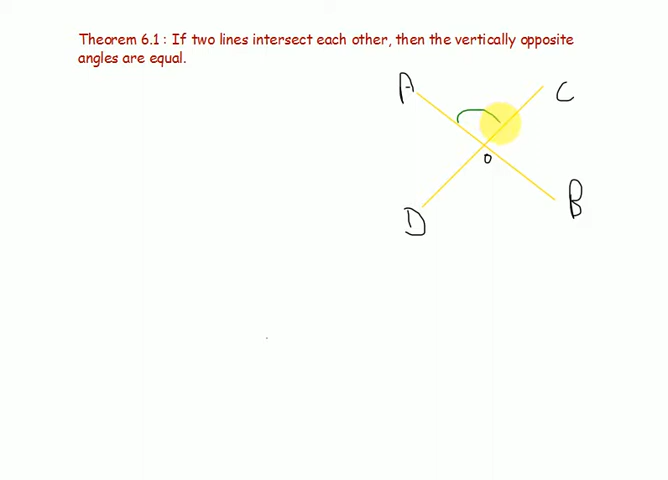 Theorem 6.1 : If two lines intersect each other, then the vertically opposite
angles are equal.
A
C
O
B
D